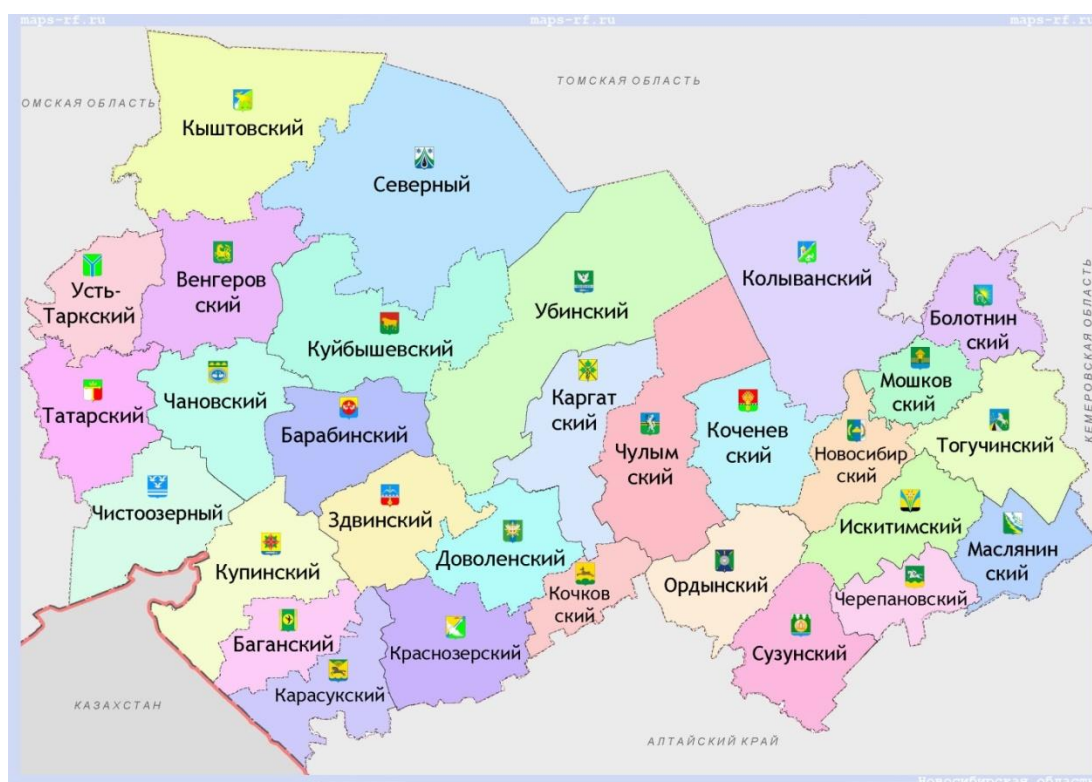 maps-rf.ru
maps-rf.ru
maps-rf.ru
ТОМСКАЯ ОБЛАСТЬ
ОМСКАЯ ОБЛАСТЬ
Кыштовский
Северный
Венгеров
ский
Усть-
Таркский
Колыванский
Убинский
Болотнин
ский
КЕМЕРОВСКАЯ ОБЛАСТЬ
Куйбышевский
Мошков
ский
Татарский
Чановский
Каргат
ский
Барабинский
Чулым
ский
Коченев
ский
Новосибир
ский
Тогучинский
Чистоозерный
Здвинский
Искитимский
Маслянин
ский
Купинский
Доволенский
Кочков
ский
Ордынский
Черепановский
Баганский
Краснозерский
Сузунский
Карасукский
КАЗАХСТАН
АЛТАЙСКИЙ КРАЙ
Новосибирская область